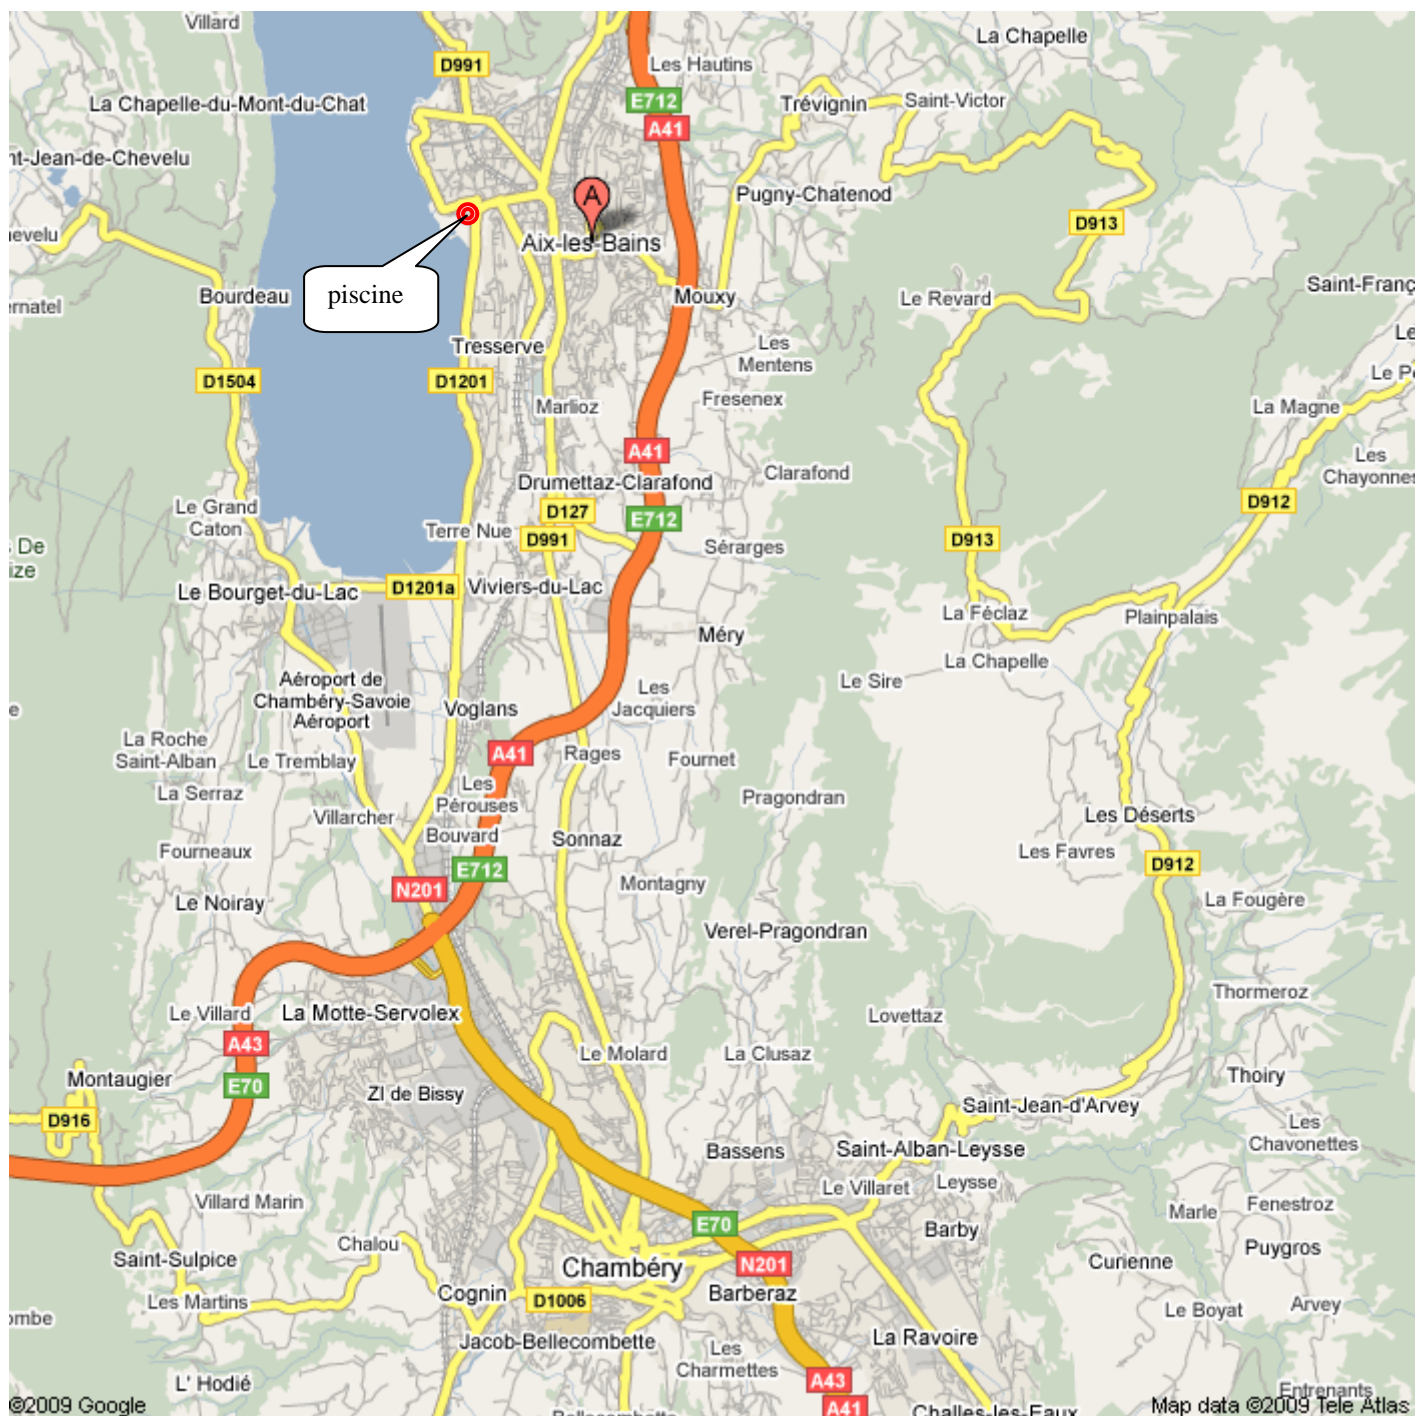 Villard
La Chapelle
D991
Les Hautins
La Chapelle-du-Mont-du-Chat
E712
Trévignin
Saint-Victor
A41
nt-Jean-de-Chevelu
Pugny-Chatenod
A
D913
evelu
Aix-les-Bains
Bourdeau
piscine
Mouxy
Le Revard
Saint-Franç
ernatel
Tresserve
Les
Mentens
Le
D1504
D1201
Le Pe
Marlioz
Fresenex
La Magne
A41
Les
Chayonnes
Drumettaz-Clarafond
Clarafond
Le Grand
Caton
D127
E712
D912
Terre Nue
D991
D913
s De
ize
Sérarges
Le Bourget-du-Lac
D1201a
Viviers-du-Lac
La Féclaz
Plainpalais
Méry
La Chapelle
Aéroport de
Chambéry-Savoie
Aéroport
Le Sire
Les
Jacquiers
e
Voglans
La Roche
Saint-Alban
Le Tremblay
A41
Rages
Fournet
La Serraz
Les
Pérouses
Pragondran
Villarcher
Bouvard
Sonnaz
Les Déserts
Fourneaux
E712
Les Favres
D912
N201
Montagny
Le Noiray
La Fougère
Verel-Pragondran
Thormeroz
Le Villard
La Motte-Servolex
Lovettaz
A43
Le Molard
La Clusaz
Montaugier
E70
Thoiry
ZI de Bissy
Saint-Jean-d'Arvey
D916
Les
Chavonettes
Bassens
Saint-Alban-Leysse
Le Villaret
Leysse
Villard Marin
Marle
Fenestroz
E70
Barby
Chalou
Saint-Sulpice
Puygros
Chambéry
N201
Curienne
Cognin
D1006
Barberaz
Les Martins
Le Boyat
Arvey
ombe
Jacob-Bellecombette
La Ravoire
Les
Charmettes
L' Hodié
A43
Entrenants
©2009 Google
A41
Challes-les-Eaux
Map data ©2009 Tele Atlas
Bellecombette